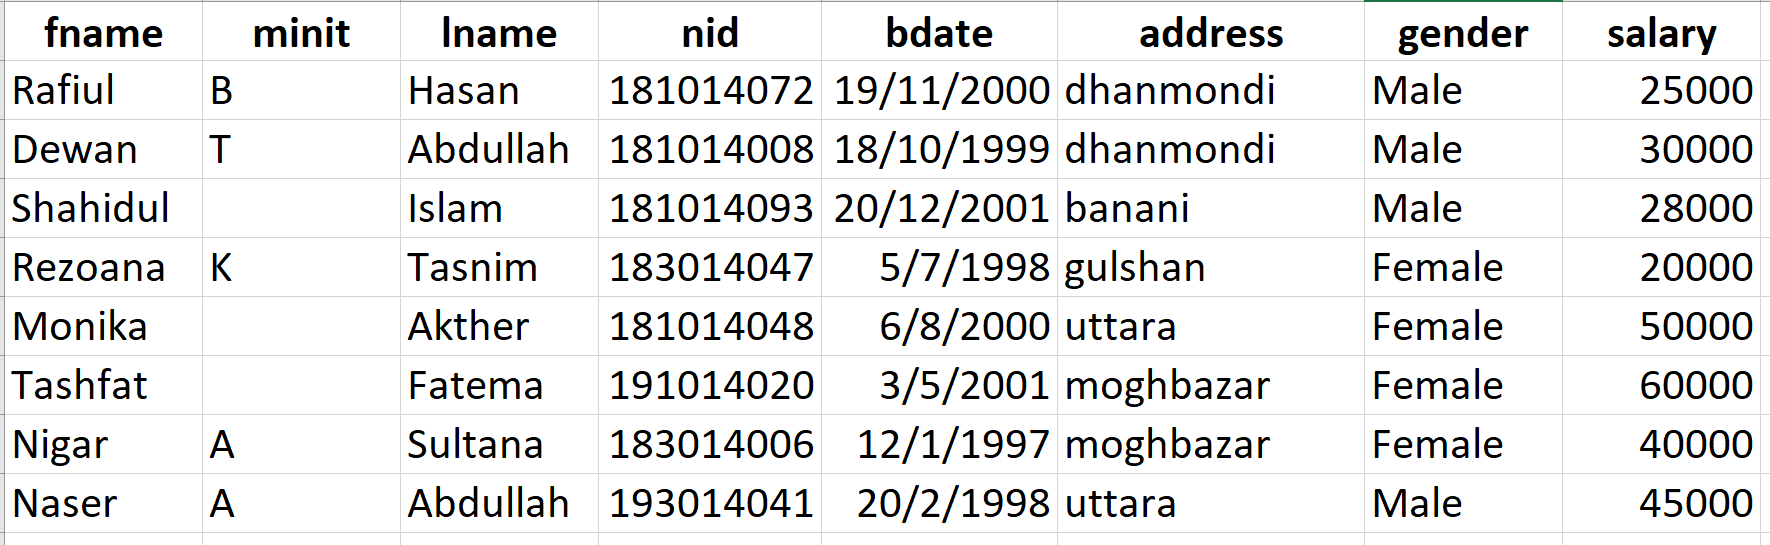 fname minit lname nid bdate address gender salary
Rafiul B Hasan 181014072 19/11/2000 dhanmondi Male 25000
Dewan T Abdullah 181014008 18/10/1999 dhanmondi Male 30000
Shahidul Islam 181014093 20/12/2001 banani Male 28000
Rezoana K Tasnim 183014047 5/7/1998 gulshan Female 20000
Monika Akther 181014048 6/8/2000 uttara Female 50000
Tashfat Fatema 191014020 3/5/2001 moghbazar Female 60000
Nigar A Sultana 183014006 12/1/1997 moghbazar Female 40000
Naser A Abdullah 193014041 20/2/1998 uttara Male 45000